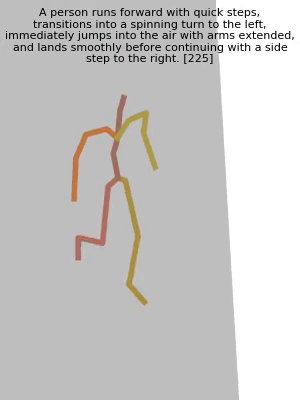 A person runs forward with quick steps,
transitions into a spinning turn to the left,
immediately jumps into the air with arms extended,
and lands smoothly before continuing with a side
step to the right. [225]